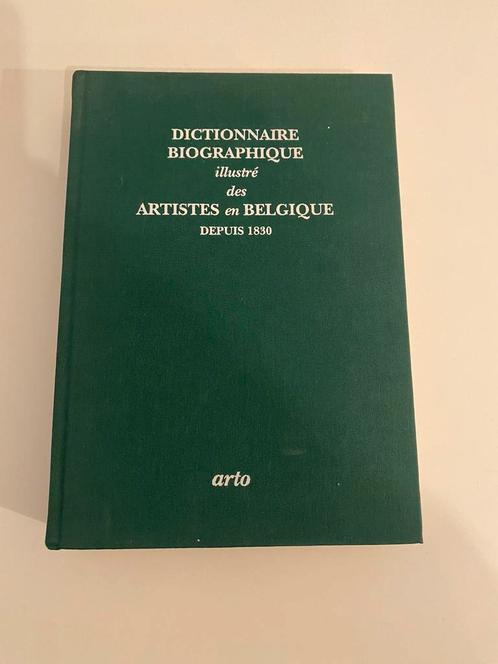 DICTIONNAIRE
BIOGRAPHIQUE
illustré
des
ARTISTES en BELGIQUE
DEPUIS 1830
arto